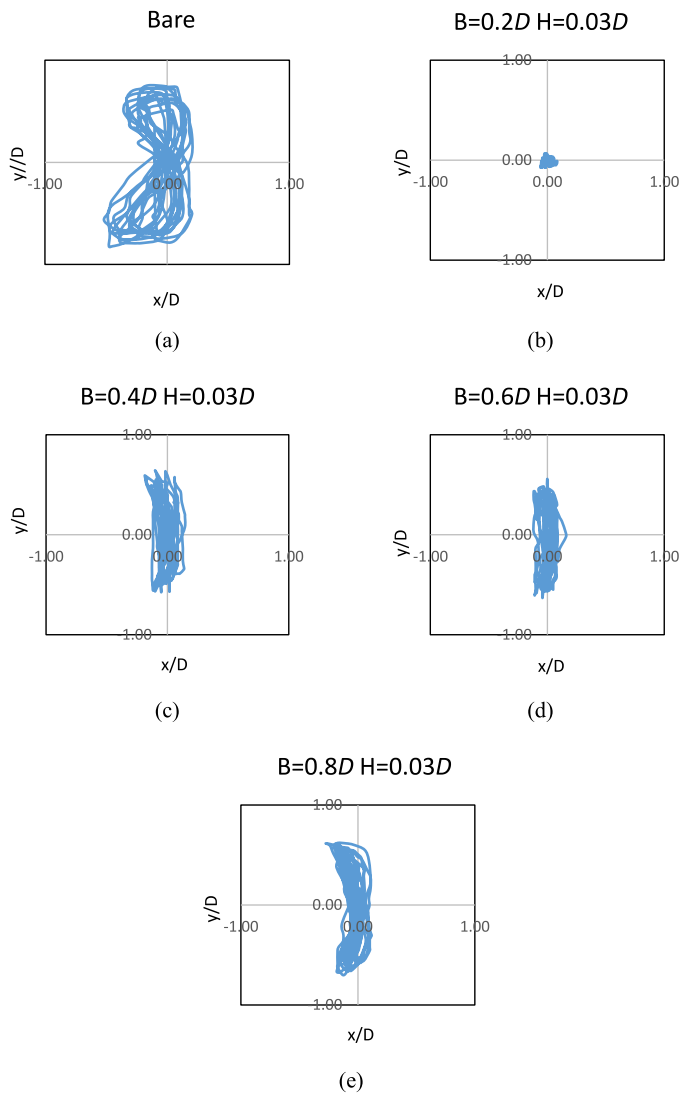 Bare
y//D
-1.00 0.00 1.00
x/D
(a)
B=0.2D H=0.03D
1.00
y/D
0.00
-1.00 0.00 1.00
-1.00
x/D
(b)
B=0.4D H=0.03D
1.00
y/D
0.00
-1.00 0.00 1.00
-1.00
x/D
(c)
B=0.6D H=0.03D
1.00
y/D
0.00
-1.00 0.00 1.00
-1.00
x/D
(d)
B=0.8D H=0.03D
1.00
y/D
0.00
-1.00 0.00 1.00
1.00
x/D
(e)